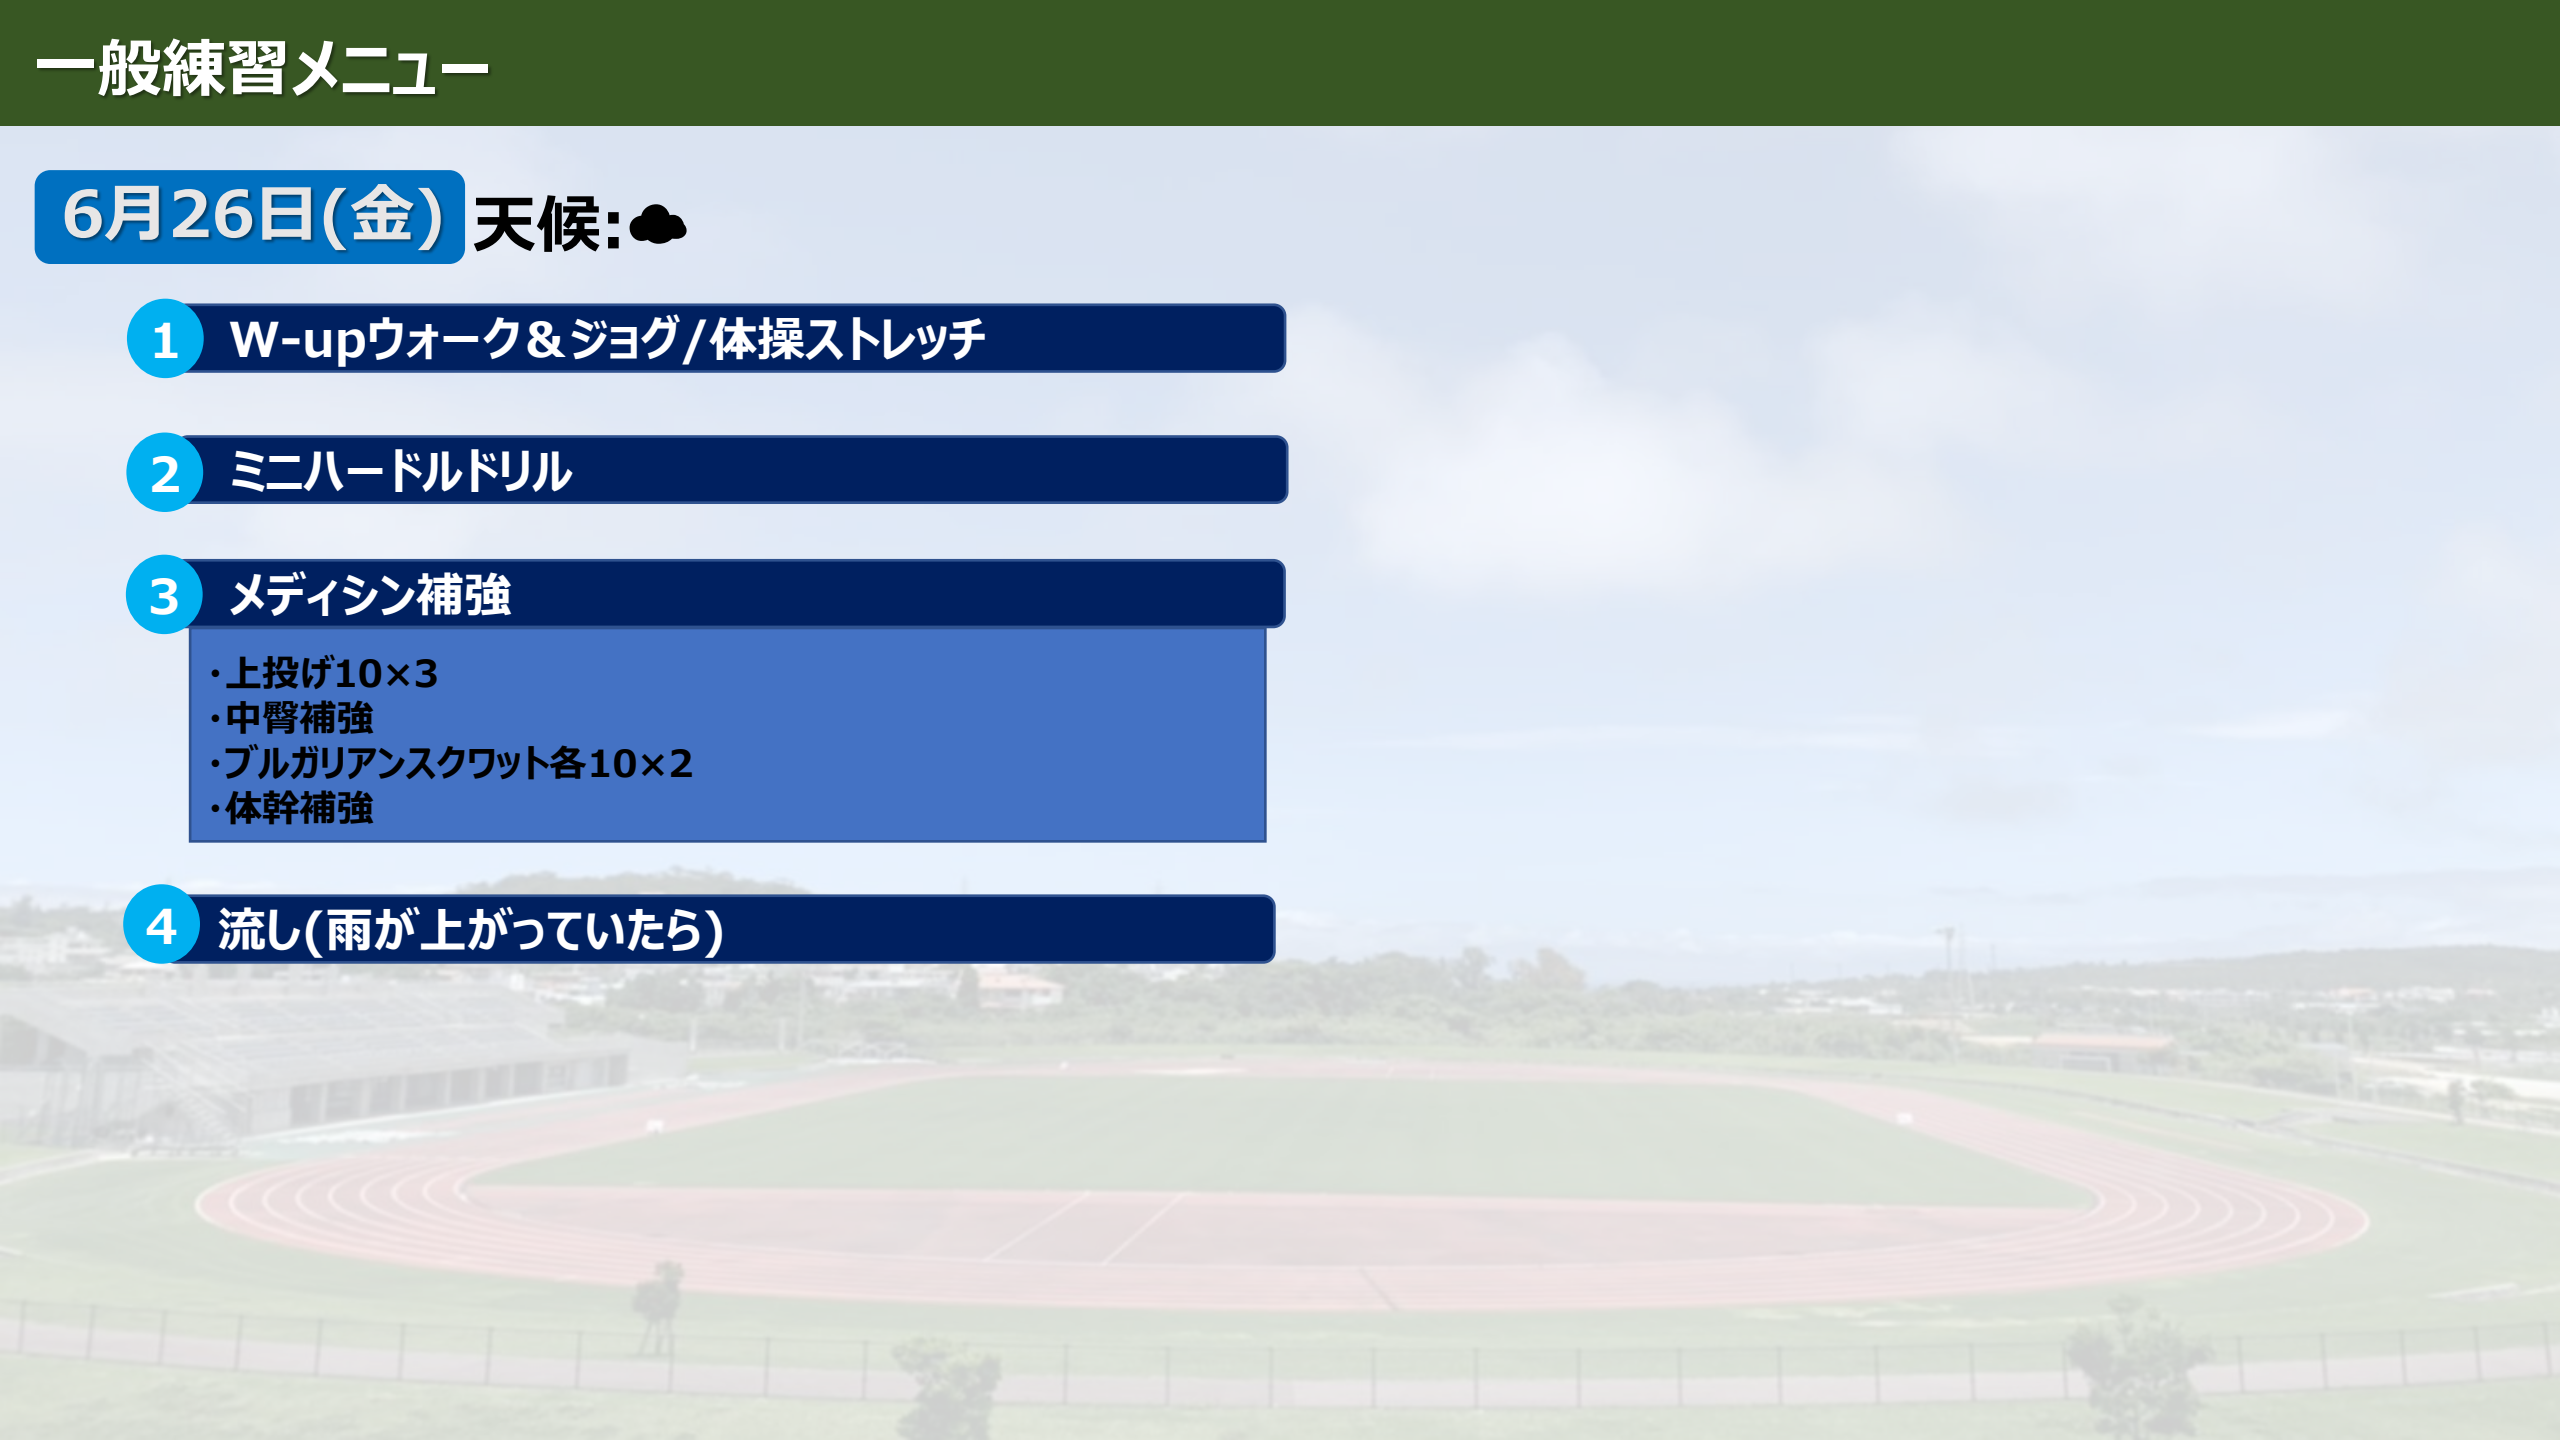 一般練習メニュー
6月26日(金) 天候:☁
1 W-upウォーク＆ジョグ/体操ストレッチ
2 ミニハードルドリル
3 メディシン補強
・上投げ10×3
・中臀補強
・ブルガリアンスクワット各10×2
・体幹補強
4 流し(雨が上がっていたら)